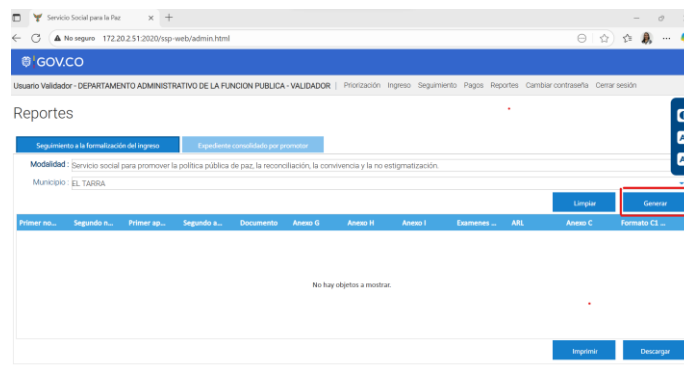 Servicio Social para la Paz
No seguro 172.20.2.51:2020/ssp-web/admin.html
GOV.CO
Usuario Validador - DEPARTAMENTO ADMINISTRATIVO DE LA FUNCION PUBLICA - VALIDADOR | Priorización Ingreso Seguimiento Pagos Reportes Cambiar contraseña Cerrar sesión
Reportes
Seguimiento a la formalización del ingreso Expediente consolidado por promotor
Modalidad : Servicio social para promover la política pública de paz, la reconciliación, la convivencia y la no estigmatización.
Municipio : EL TARRA
Limpiar Generar
Primer no... Segundo n... Primer ap... Segundo a... Documento Anexo G Anexo H Anexo I Examenes ... ARL Anexo C Formato C1 ...
No hay objetos a mostrar.
Imprimir Descargar